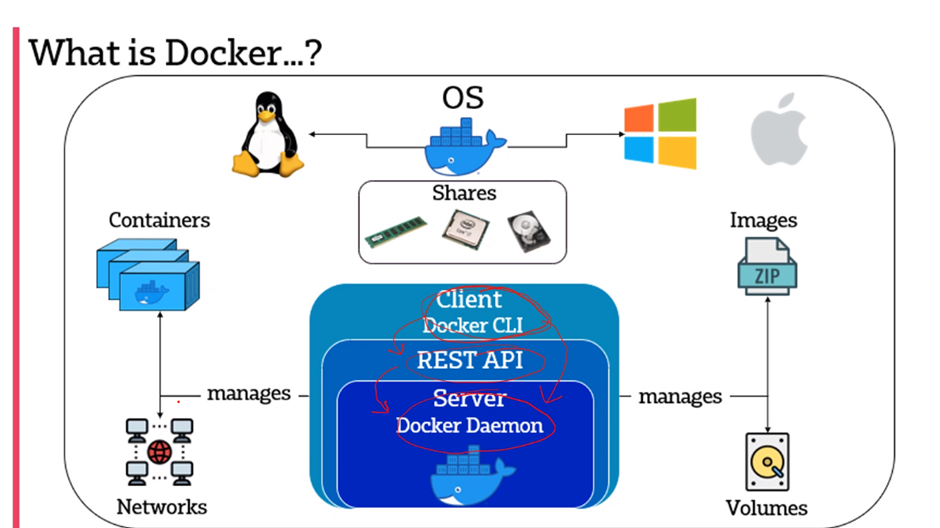 What is Docker...?
OS
Shares
Containers
Images
ZIP
Client
Docker CLI
REST API
manages
manages
Server
Docker Daemon
Networks
Volumes